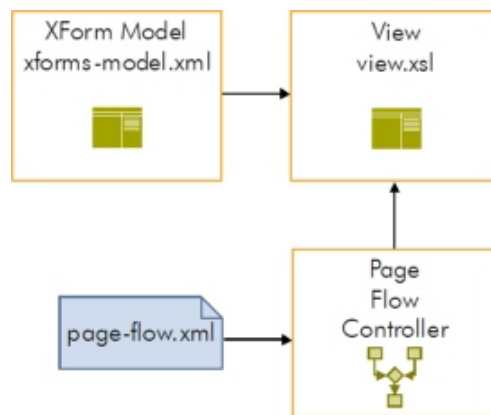 XForm Model
xforms-model.xml
View
view.xsl
page-flow.xml
Page
Flow
Controller